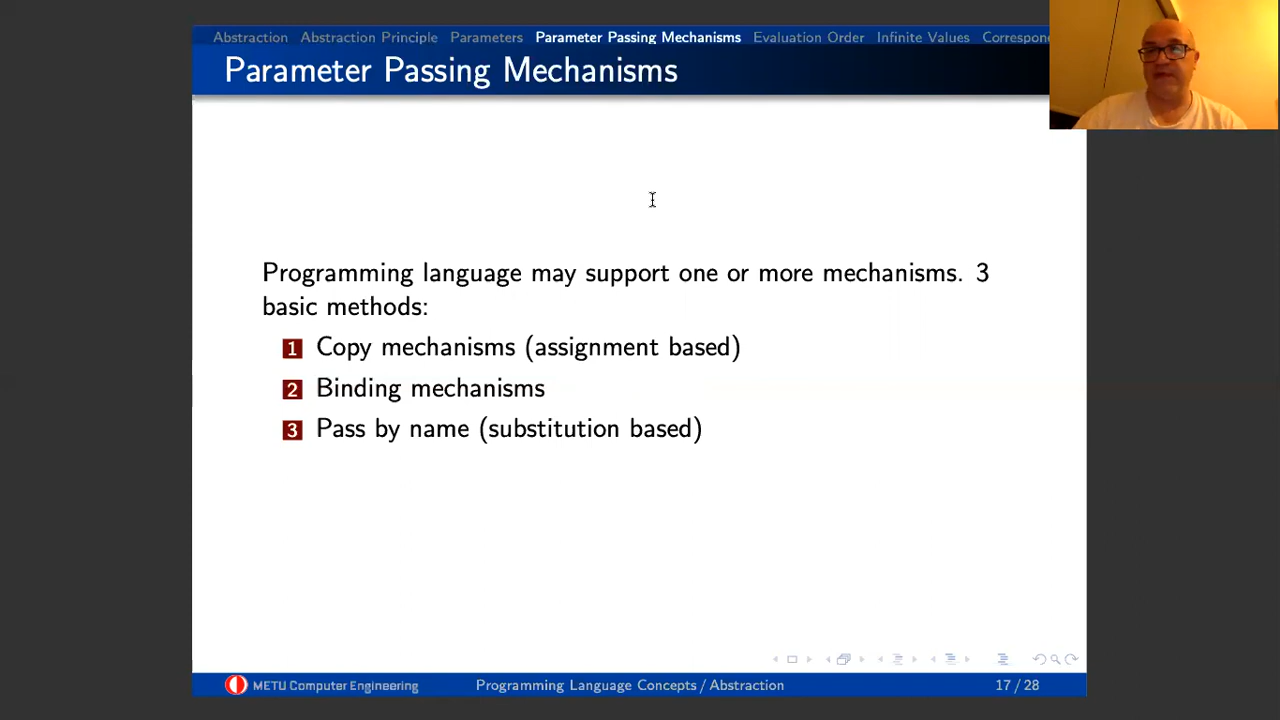 Abstraction Abstraction Principle Parameters Parameter Passing Mechanisms Evaluation Order Infinite Values Correspon
Parameter Passing Mechanisms
Programming language may support one or more mechanisms. 3
basic methods:
1 Copy mechanisms (assignment based)
2 Binding mechanisms
3 Pass by name (substitution based)
METU Computer Engineering Programming Language Concepts / Abstraction 17 / 28